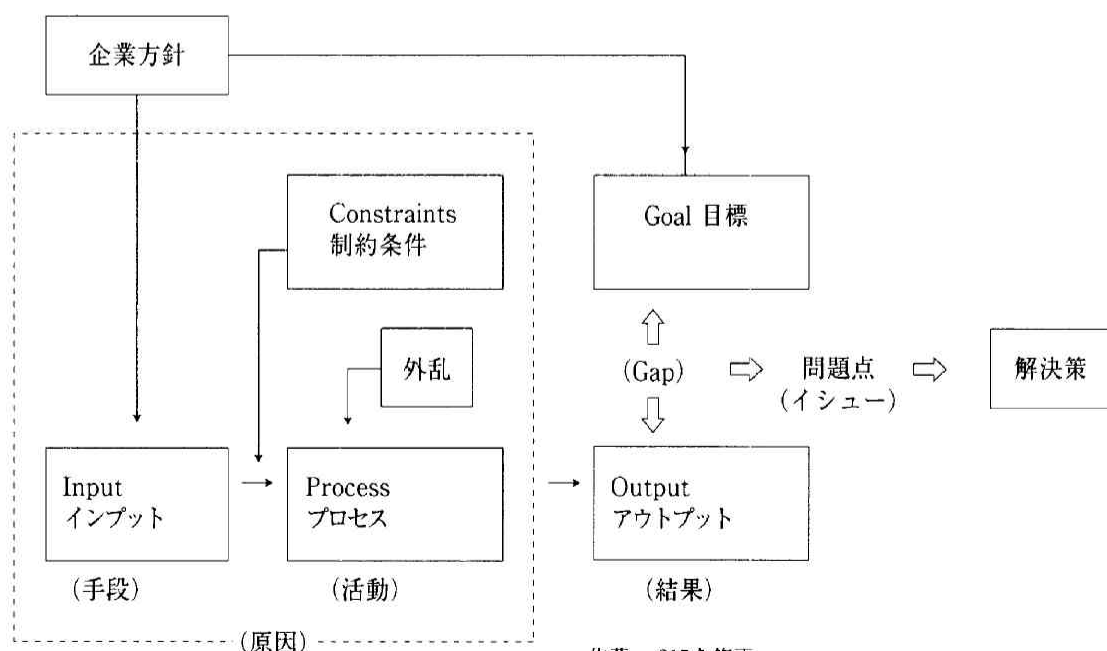 企業方針
Constraints
制約条件
Goal 目標
外乱
(Gap)
問題点
(イシュー)
解決策
Input
インプット
Process
プロセス
Output
アウトプット
(手段)
(活動)
(結果)
(原因)